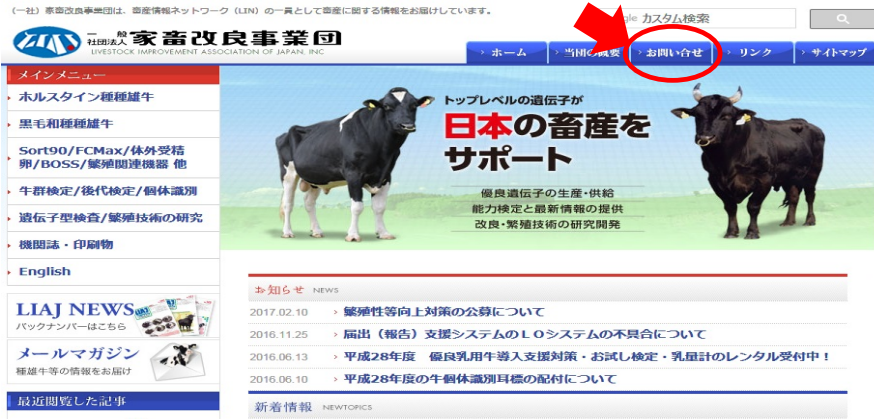 (一社)家畜改良事業団は、畜産情報ネットワーク(LIN)の一員として畜産に関する情報をお届けしています。
カスタム検索
一般社団法人 家畜改良事業団
LIVESTOCK IMPROVEMENT ASSOCIATION OF JAPAN, INC
ホーム
当団の概要
お問い合せ
リンク
サイトマップ
メインメニュー
ホルスタイン種種雄牛
黒毛和種種雄牛
Sort90/FCMax/体外受精
卵/BOSS/繁殖関連機器 他
牛群検定/後代検定/個体識別
遺伝子型検査/繁殖技術の研究
機関誌・印刷物
English
LIAJ NEWS
バックナンバーはこちら
メールマガジン
種雄牛等の情報をお届け
最近閲覧した記事
トップレベルの遺伝子が
日本の畜産を
サポート
優良遺伝子の生産・供給
能力検定と最新情報の提供
改良・繁殖技術の研究開発
お知らせ NEWS
2017.02.10 繁殖性等向上対策の公募について
2016.11.25 届出(報告)支援システムのLOシステムの不具合について
2016.06.13 平成28年度 優良乳用牛導入支援対策・お試し検定・乳量計のレンタル受付中!
2016.06.10 平成28年度の牛個体識別耳標の配付について
新着情報 NEWTOPICS